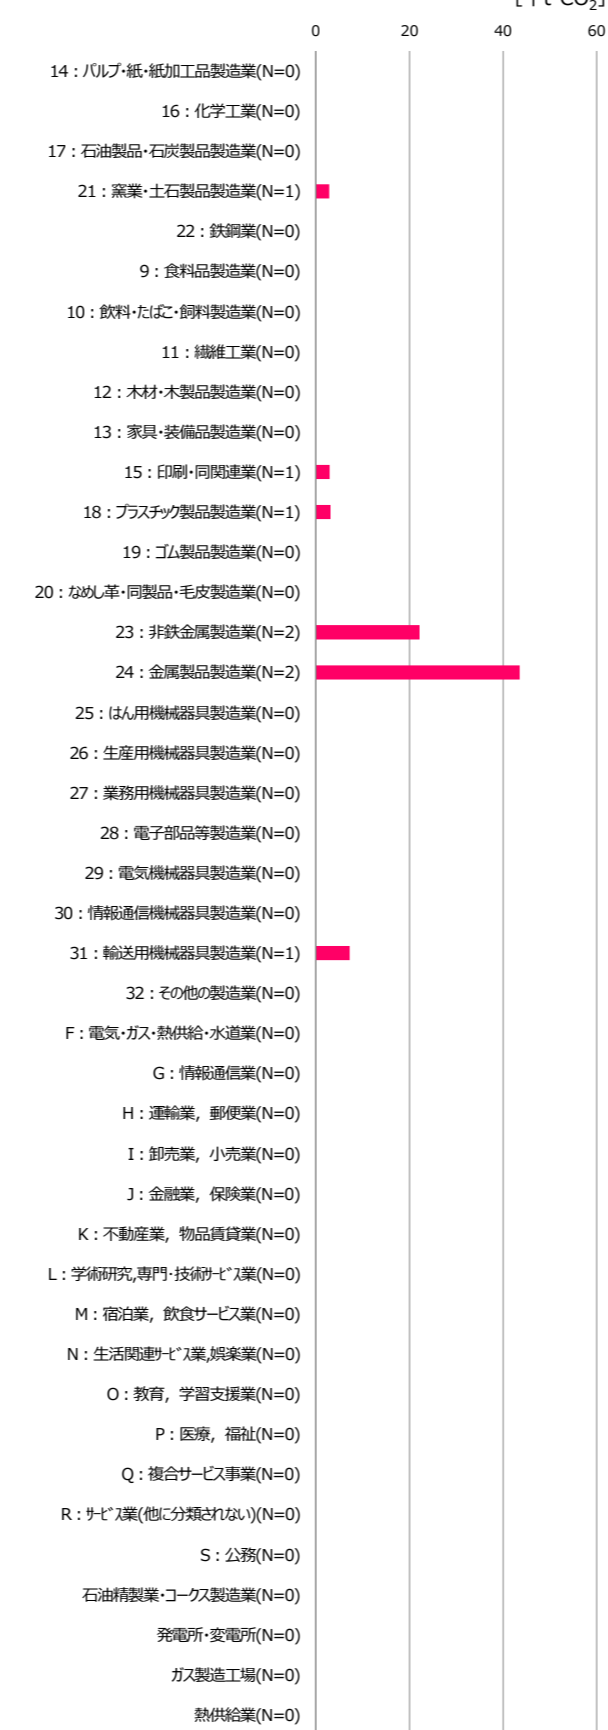 [千t-CO₂]
0 20 40 60
14：パルプ・紙・紙加工品製造業(N=0)
16：化学工業(N=0)
17：石油製品・石炭製品製造業(N=0)
21：窯業・土石製品製造業(N=1)
22：鉄鋼業(N=0)
9：食料品製造業(N=0)
10：飲料・たばこ・飼料製造業(N=0)
11：繊維工業(N=0)
12：木材・木製品製造業(N=0)
13：家具・装備品製造業(N=0)
15：印刷・同関連業(N=1)
18：プラスチック製品製造業(N=1)
19：ゴム製品製造業(N=0)
20：なめし革・同製品・毛皮製造業(N=0)
23：非鉄金属製造業(N=2)
24：金属製品製造業(N=2)
25：はん用機械器具製造業(N=0)
26：生産用機械器具製造業(N=0)
27：業務用機械器具製造業(N=0)
28：電子部品等製造業(N=0)
29：電気機械器具製造業(N=0)
30：情報通信機械器具製造業(N=0)
31：輸送用機械器具製造業(N=1)
32：その他の製造業(N=0)
F：電気・ガス・熱供給・水道業(N=0)
G：情報通信業(N=0)
H：運輸業，郵便業(N=0)
I：卸売業，小売業(N=0)
J：金融業，保険業(N=0)
K：不動産業，物品賃貸業(N=0)
L：学術研究,専門・技術ｻｰﾋﾞｽ業(N=0)
M：宿泊業，飲食サービス業(N=0)
N：生活関連ｻｰﾋﾞｽ業,娯楽業(N=0)
O：教育，学習支援業(N=0)
P：医療，福祉(N=0)
Q：複合サービス事業(N=0)
R：ｻｰﾋﾞｽ業(他に分類されない)(N=0)
S：公務(N=0)
石油精製業・コークス製造業(N=0)
発電所・変電所(N=0)
ガス製造工場(N=0)
熱供給業(N=0)